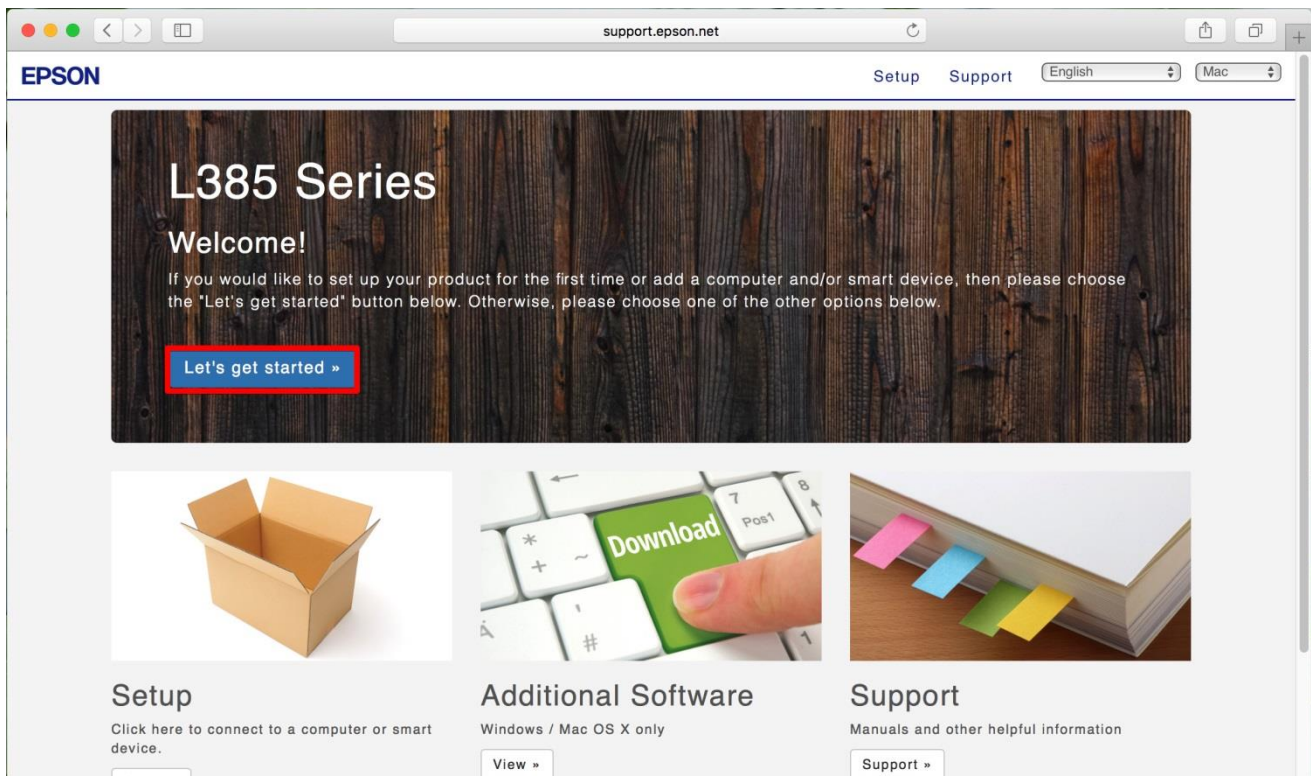 support.epson.net
EPSON
Setup
Support
English
Mac
L385 Series
Welcome!
If you would like to set up your product for the first time or add a computer and/or smart device, then please choose
the "Let's get started" button below. Otherwise, please choose one of the other options below.
Let's get started »
* + ~
' #
Download
7 Pos1
8
1
Setup
Click here to connect to a computer or smart
device.
Additional Software
Windows / Mac OS X only
View »
Support
Manuals and other helpful information
Support »